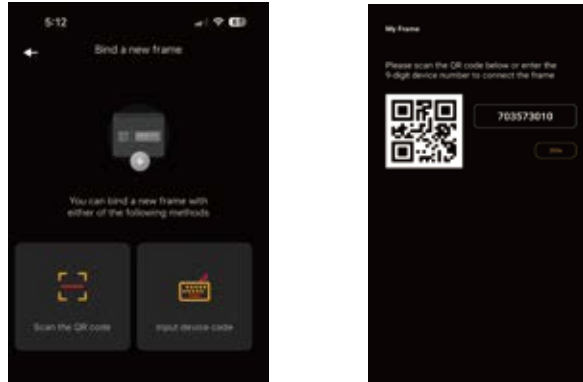 5:12
Bind a new frame
You can bind a new frame with
either of the following methods
Scan the QR code
Input device code
My Frame
Please scan the QR code below or enter the
9-digit device number to connect the frame
703573010